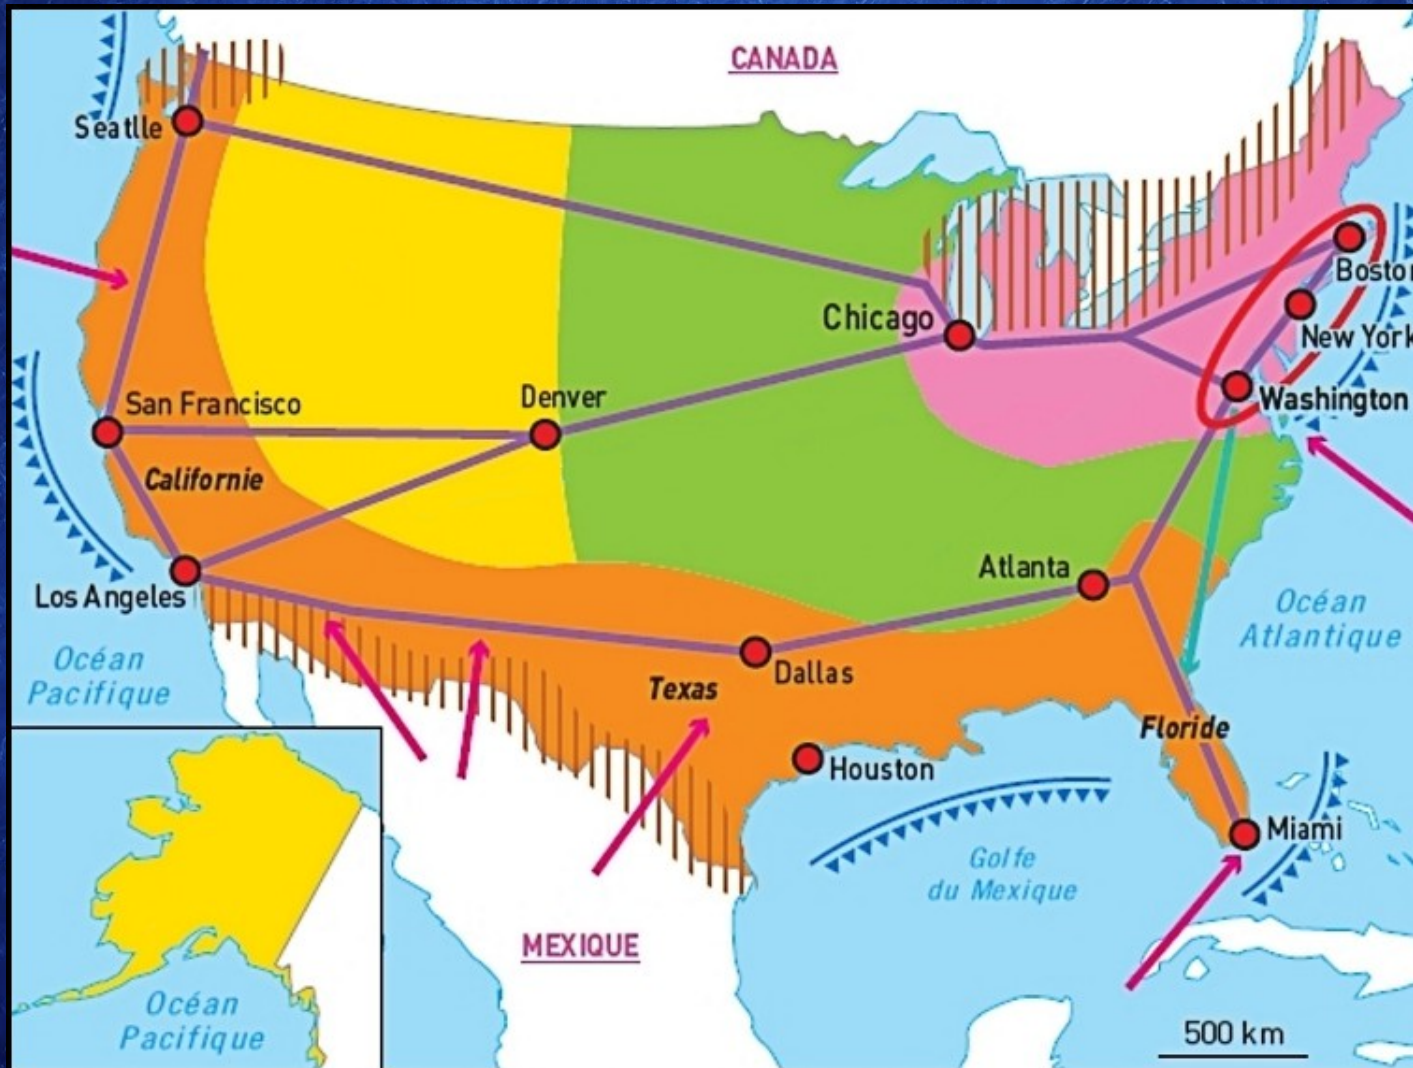 CANADA
Seatlle
Chicago
Boston
New York
Washington
San Francisco
Denver
Californie
Los Angeles
Atlanta
Océan
Atlantique
Océan
Pacifique
Texas
Dallas
Floride
Houston
Miami
Golfe
du Mexique
MEXIQUE
Océan
Pacifique
500 km